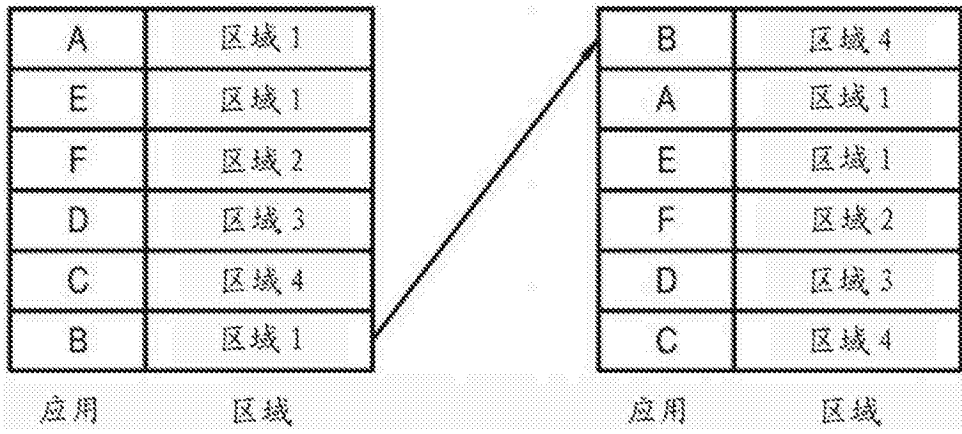 A 区域 1 B 区域 4
E 区域 1 A 区域 1
F 区域 2 E 区域 1
D 区域 3 F 区域 2
C 区域 4 D 区域 3
B 区域 1 C 区域 4
应用 区域 应用 区域